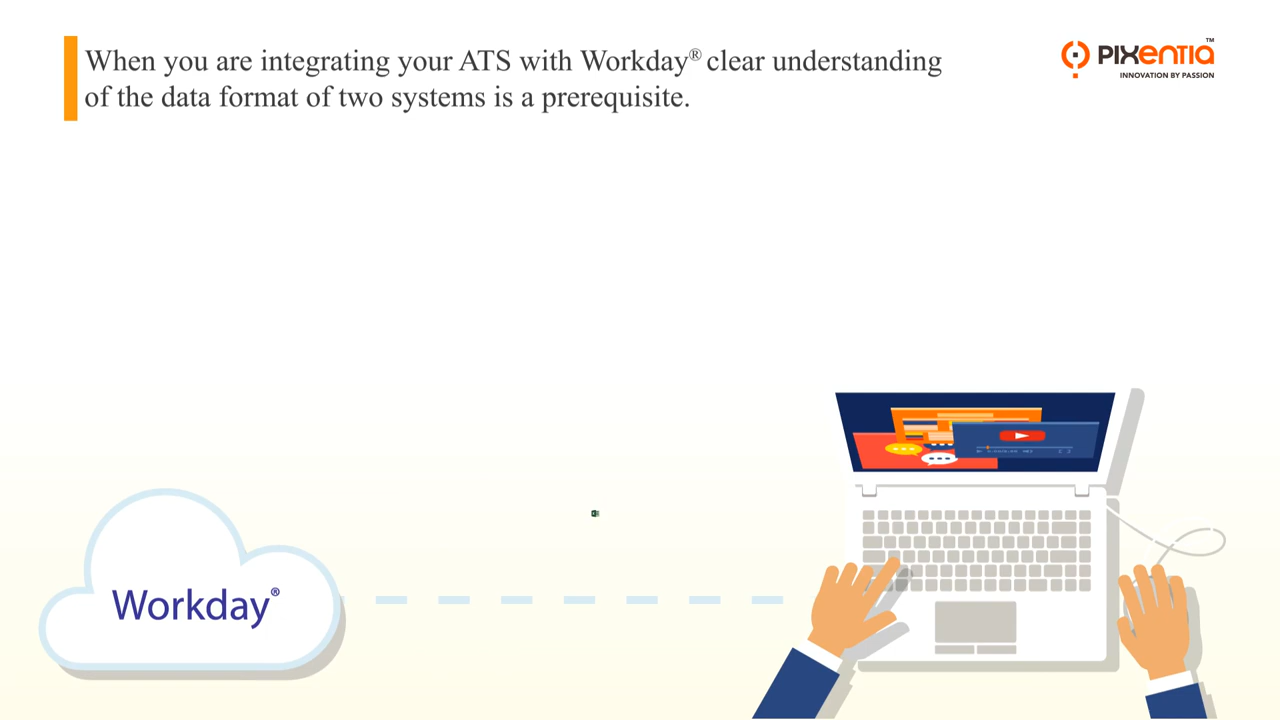 When you are integrating your ATS with Workday® clear understanding
of the data format of two systems is a prerequisite.
PIXENTIA™
INNOVATION BY PASSION
Workday®